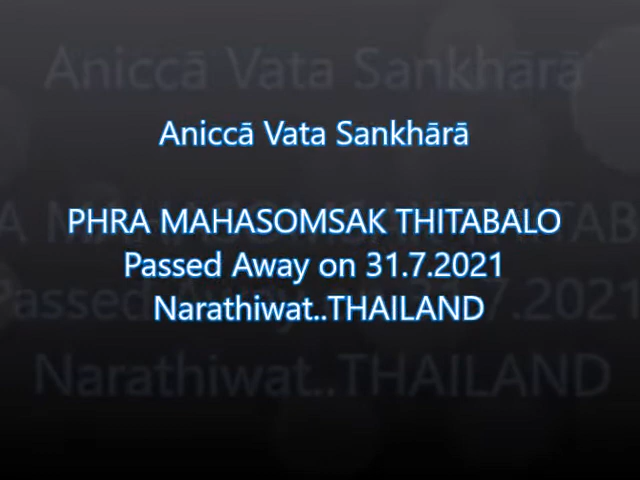 Aniccā Vata Sankhārā
PHRA MAHASOMSAK THITABALO
Passed Away on 31.7.2021
Narathiwat..THAILAND